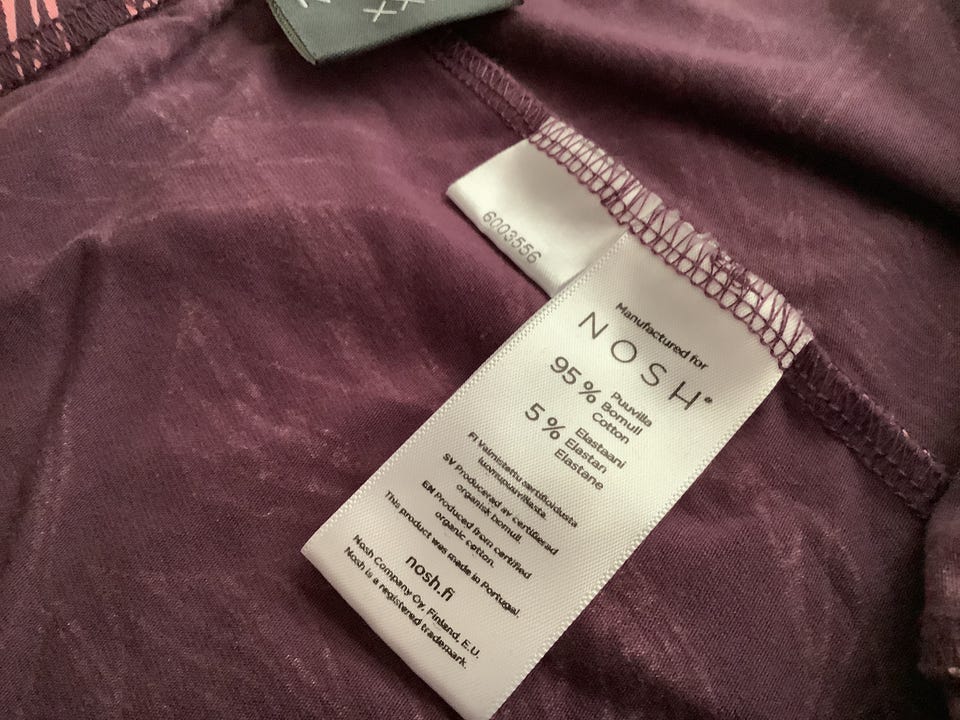 XX
X
6003556
Manufactured for
NOSH®
95 % Puuvilla
Bomull
Cotton
5 % Elastaani
Elastan
Elastane
FI Valmistettu sertifioidusta
luomupuuvillasta.
SV Producerad av certifierad
organisk bomull.
EN Produced from certified
organic cotton.
This product was made in Portugal.
nosh.fi
Nosh Company Oy, Finland, E.U.
Nosh is a registered trademark.